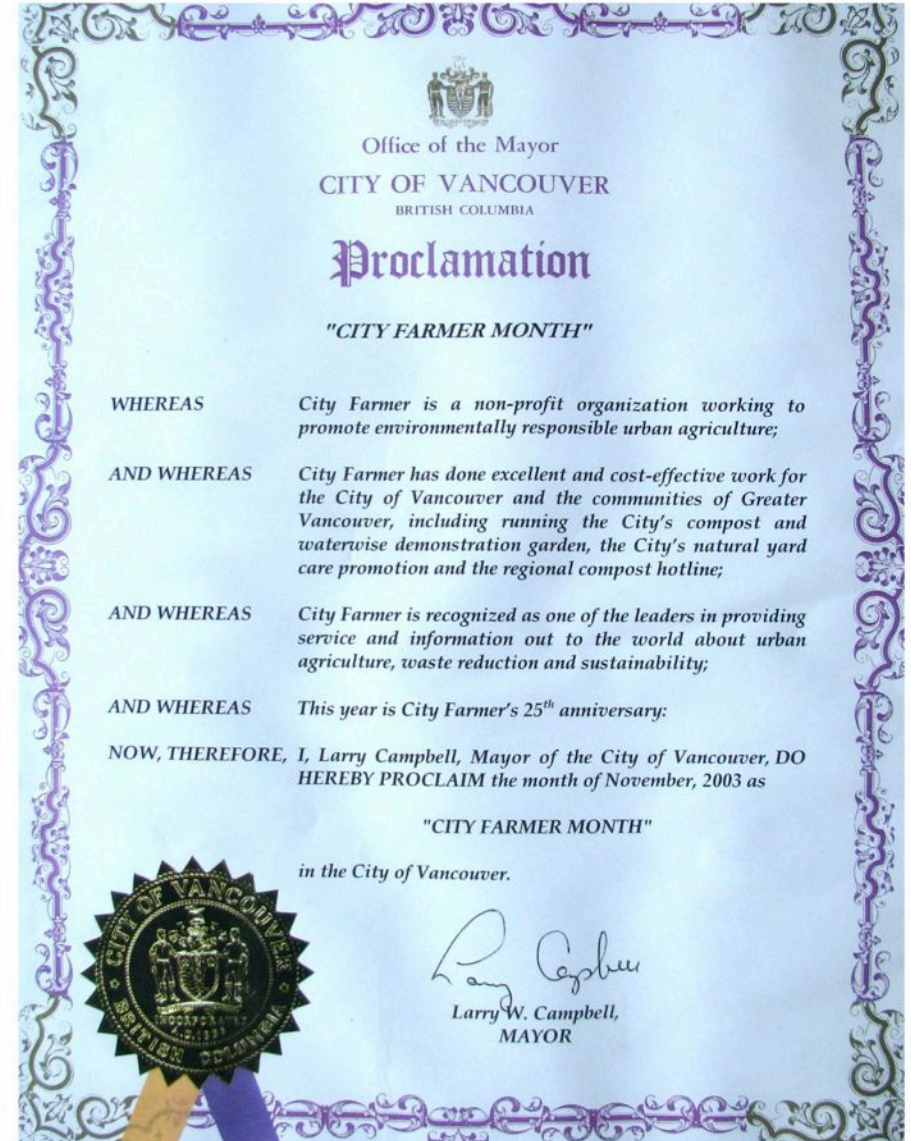 Office of the Mayor
CITY OF VANCOUVER
BRITISH COLUMBIA
Proclamation
"CITY FARMER MONTH"
WHEREAS City Farmer is a non-profit organization working to
promote environmentally responsible urban agriculture;
AND WHEREAS City Farmer has done excellent and cost-effective work for
the City of Vancouver and the communities of Greater
Vancouver, including running the City's compost and
waterwise demonstration garden, the City's natural yard
care promotion and the regional compost hotline;
AND WHEREAS City Farmer is recognized as one of the leaders in providing
service and information out to the world about urban
agriculture, waste reduction and sustainability;
AND WHEREAS This year is City Farmer's 25th anniversary:
NOW, THEREFORE, I, Larry Campbell, Mayor of the City of Vancouver, DO
HEREBY PROCLAIM the month of November, 2003 as
"CITY FARMER MONTH"
in the City of Vancouver.
Larry Campbell
Larry W. Campbell,
MAYOR
CITY OF VANCOUVER
BRITISH COLUMBIA